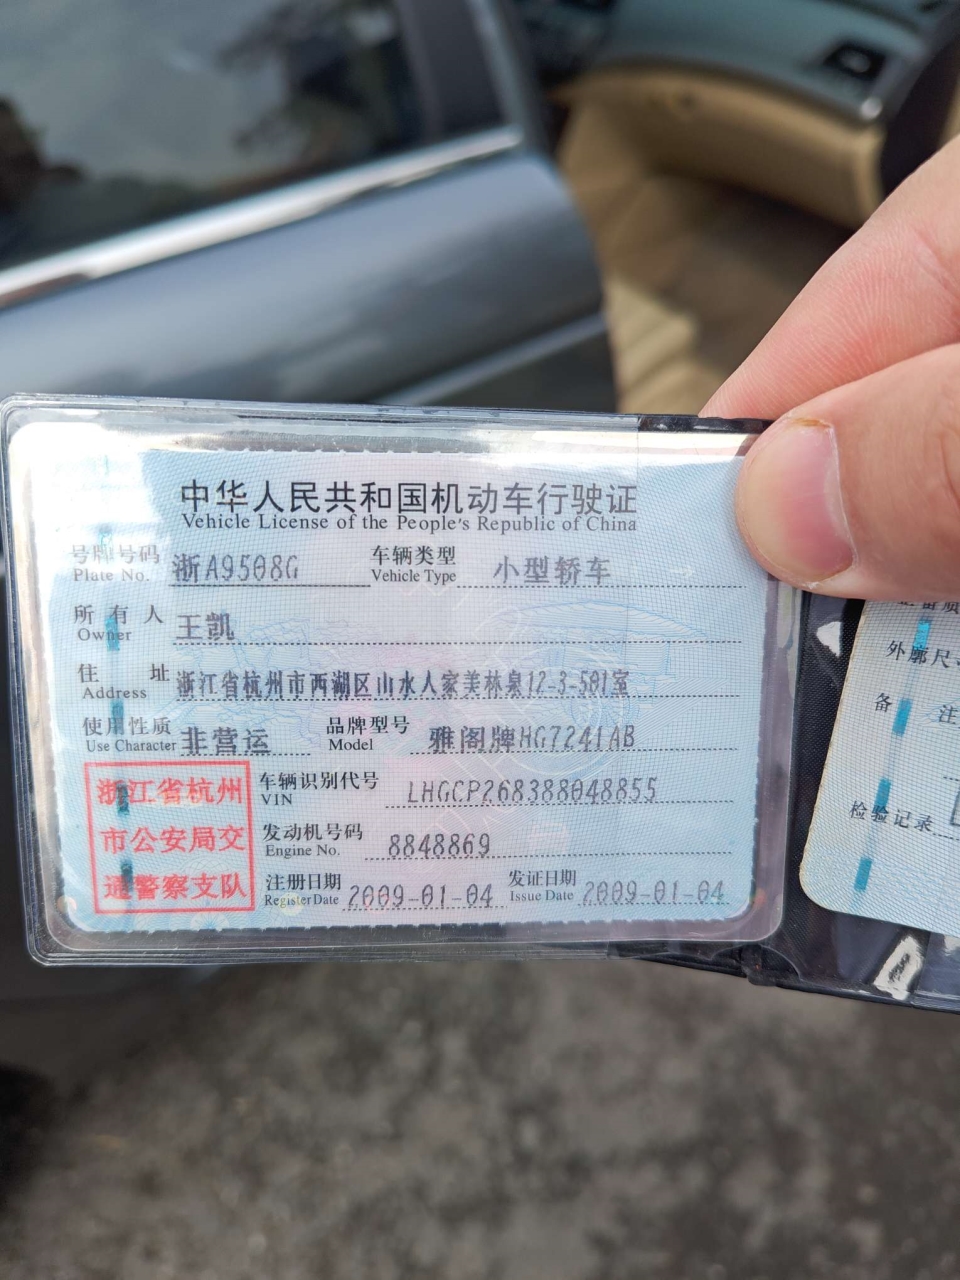 中华人民共和国机动车行驶证
Vehicle License of the People's Republic of China
号牌号码 浙A9508G 车辆类型 小型轿车
Plate No. Vehicle Type
所有人 王凯
Owner
住址 浙江省杭州市西湖区山水人家美林泉12-3-501室
Address
使用性质 非营运 品牌型号 雅阁牌HG7241AB
Use Character Model
车辆识别代号 LHGCP268388048855
VIN
发动机号码 8848869
Engine No.
注册日期 2009-01-04 发证日期 2009-01-04
Register Date Issue Date
浙江省杭州
市公安局交
通警察支队
外廓尺
备 注
检验记录